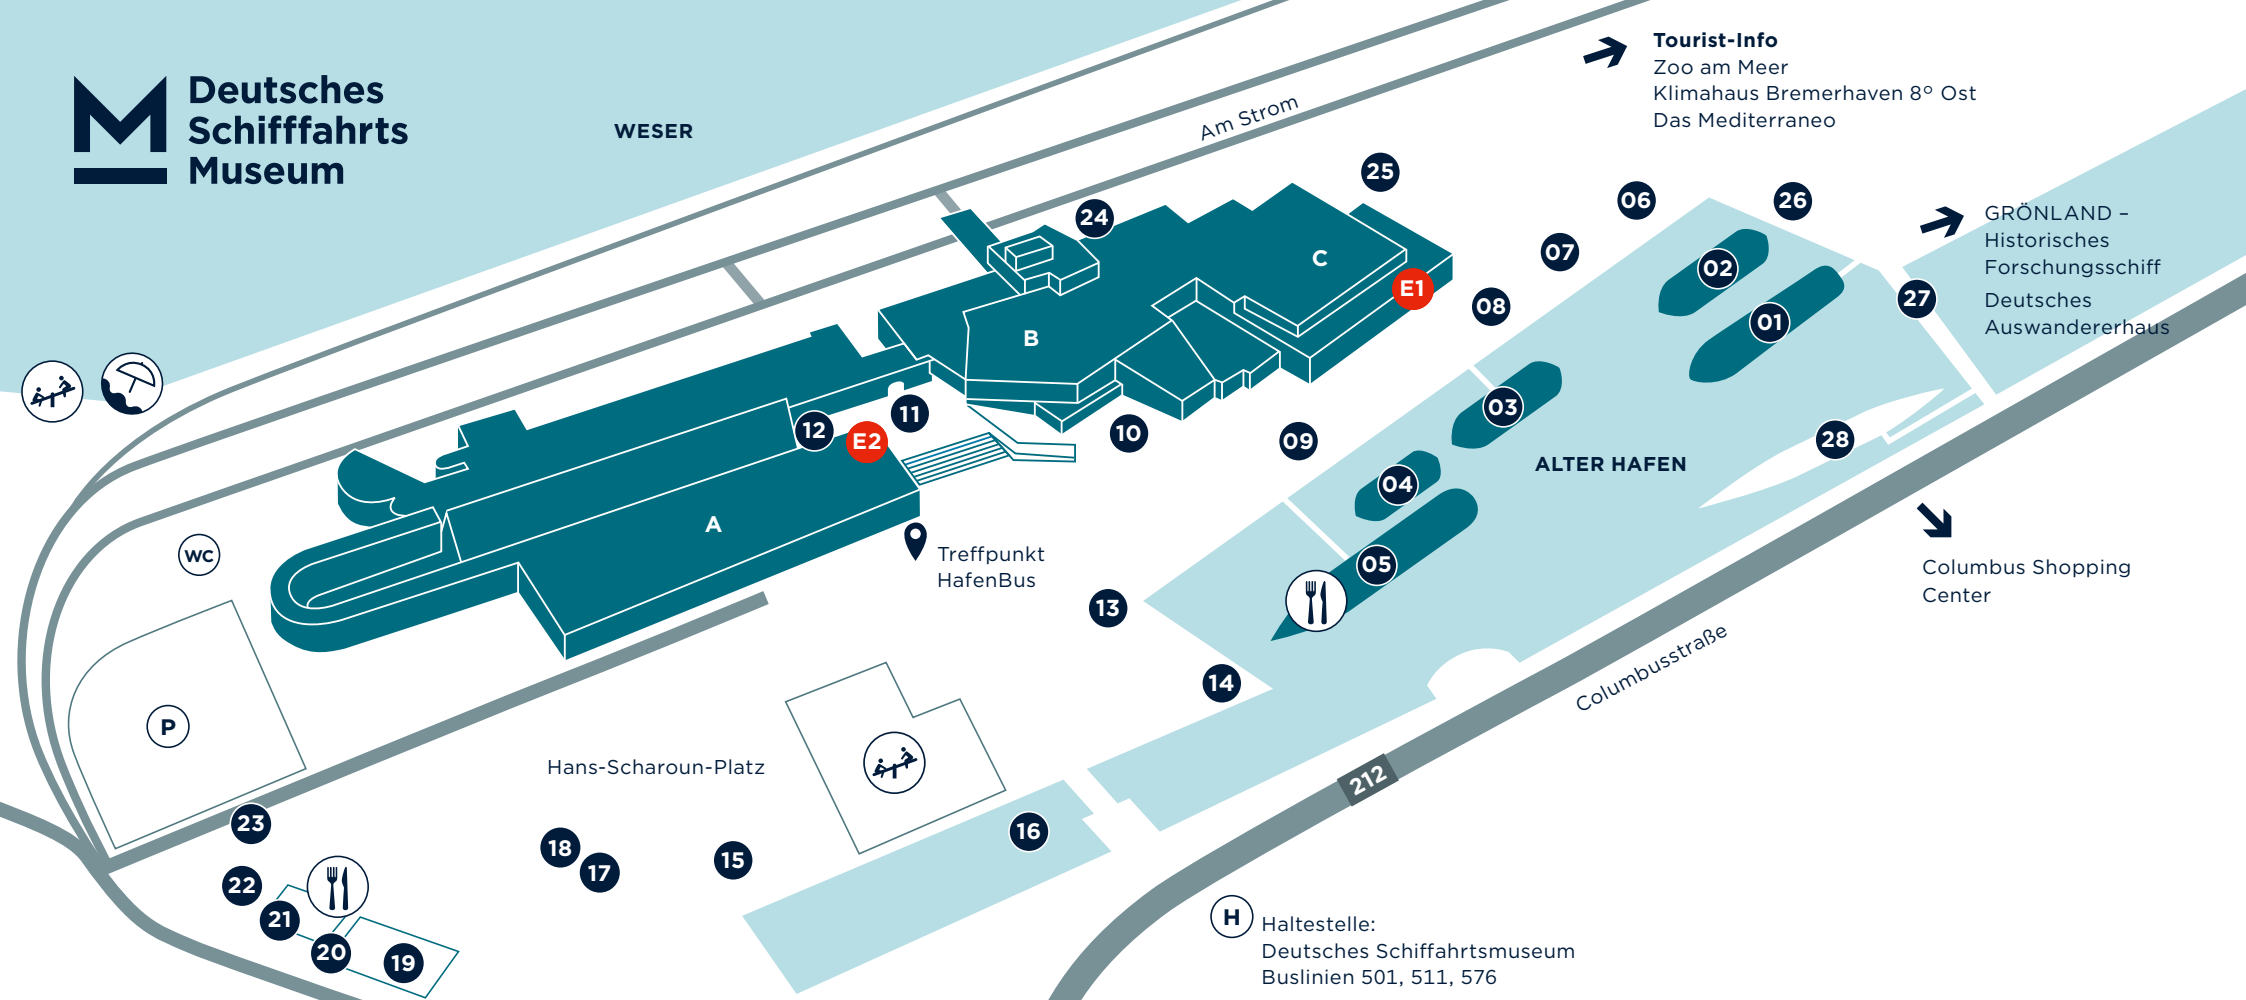 Deutsches
Schifffahrts
Museum
WESER
Am Strom
Tourist-Info
Zoo am Meer
Klimahaus Bremerhaven 8° Ost
Das Mediterraneo
25
24
06
26
GRÖNLAND –
Historisches
Forschungsschiff
Deutsches
Auswandererhaus
07
02
C
E1
27
08
01
B
11
12
E2
10
09
03
28
ALTER HAFEN
04
A
WC
Treffpunkt
HafenBus
05
Columbus Shopping
Center
13
Columbusstraße
14
P
Hans-Scharoun-Platz
212
23
16
18
17
15
22
21
20
19
H
Haltestelle:
Deutsches Schiffahrtsmuseum
Buslinien 501, 511, 576